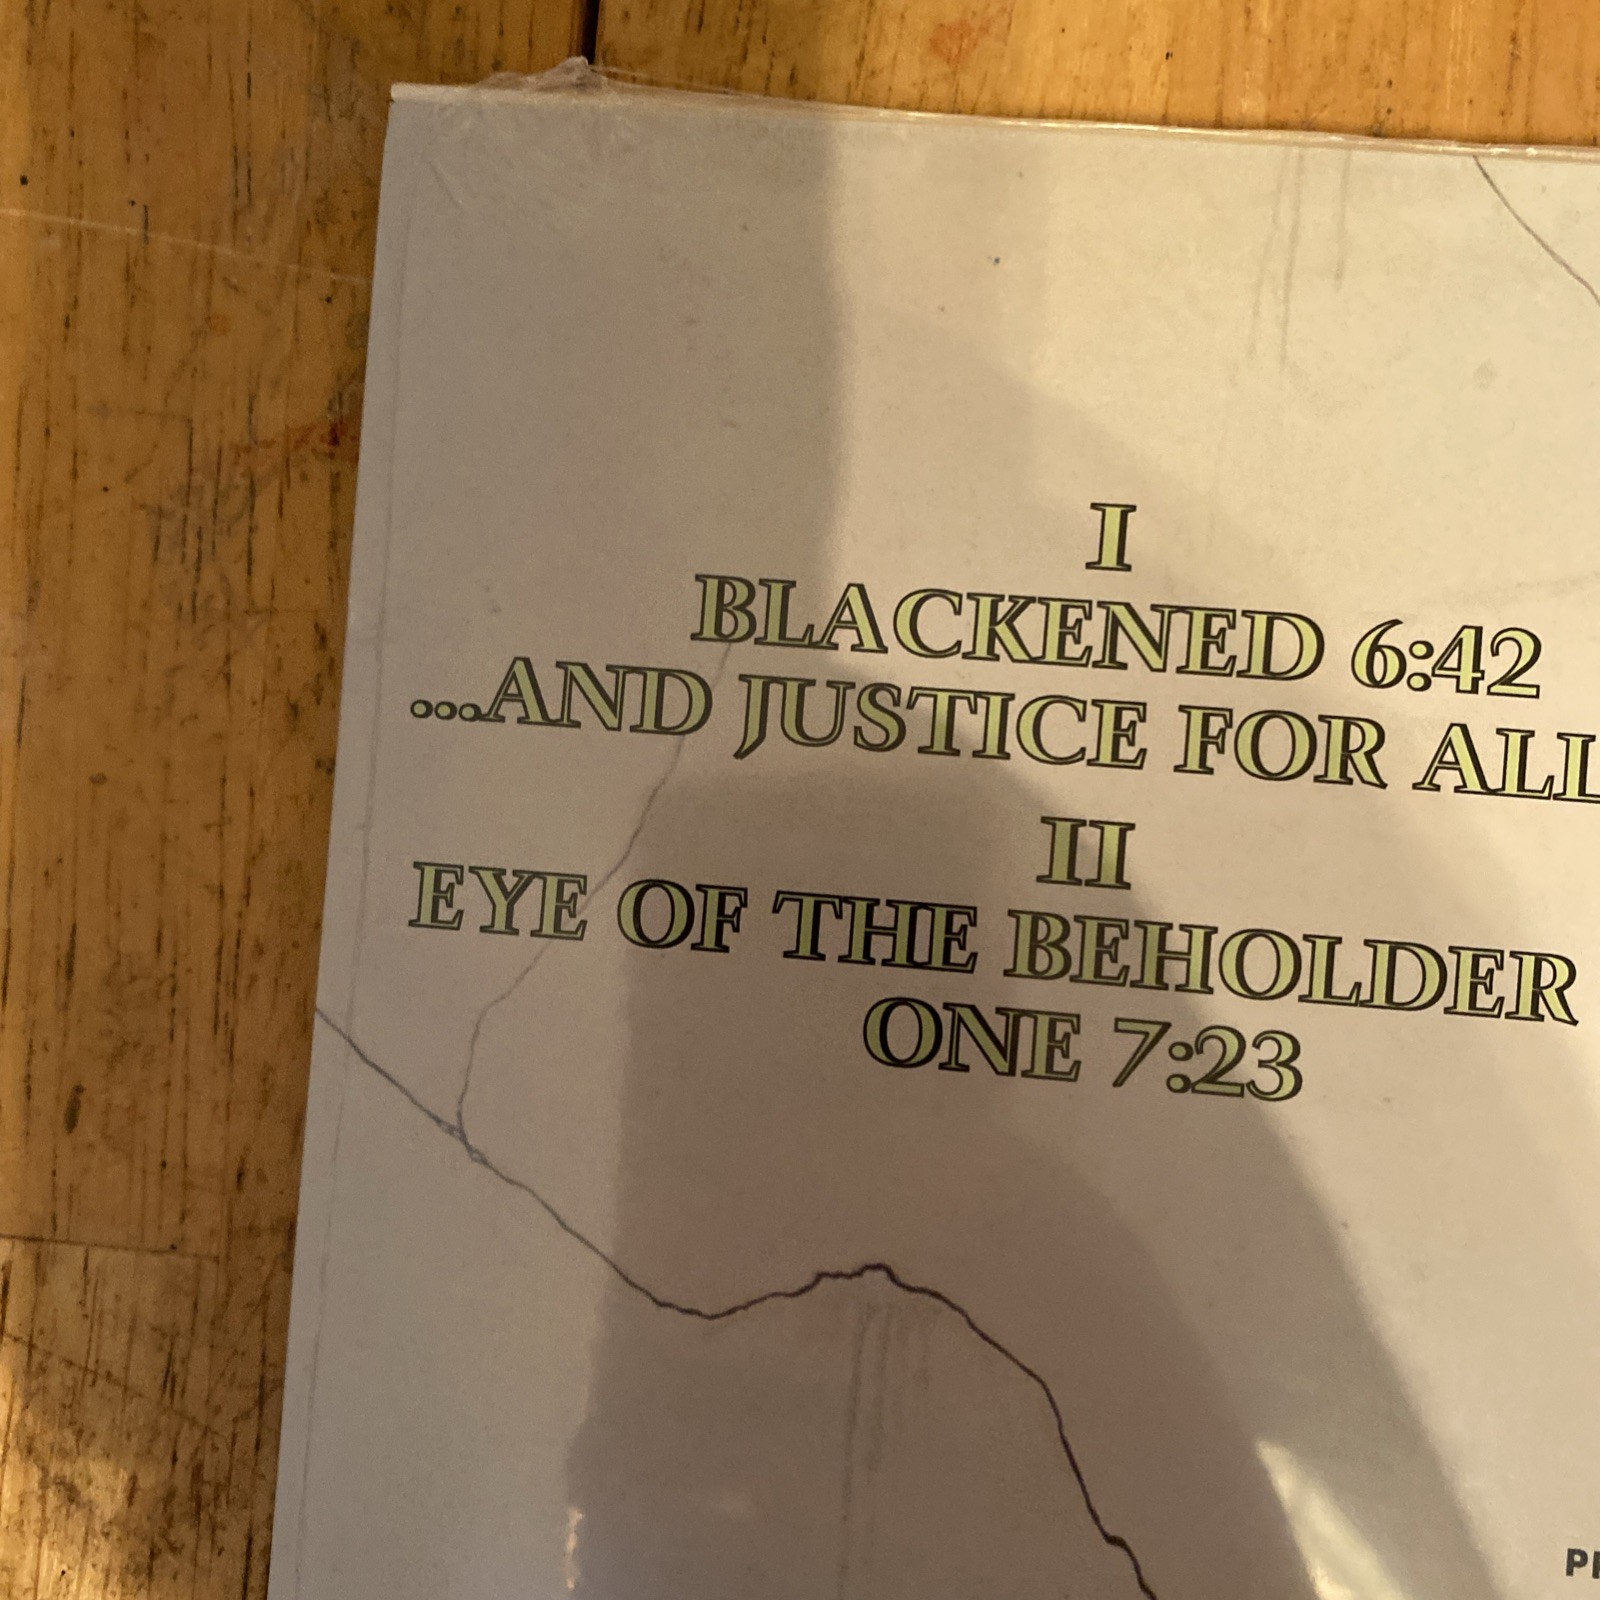 I
BLACKENED 6:42
...AND JUSTICE FOR ALL
II
EYE OF THE BEHOLDER
ONE 7:23